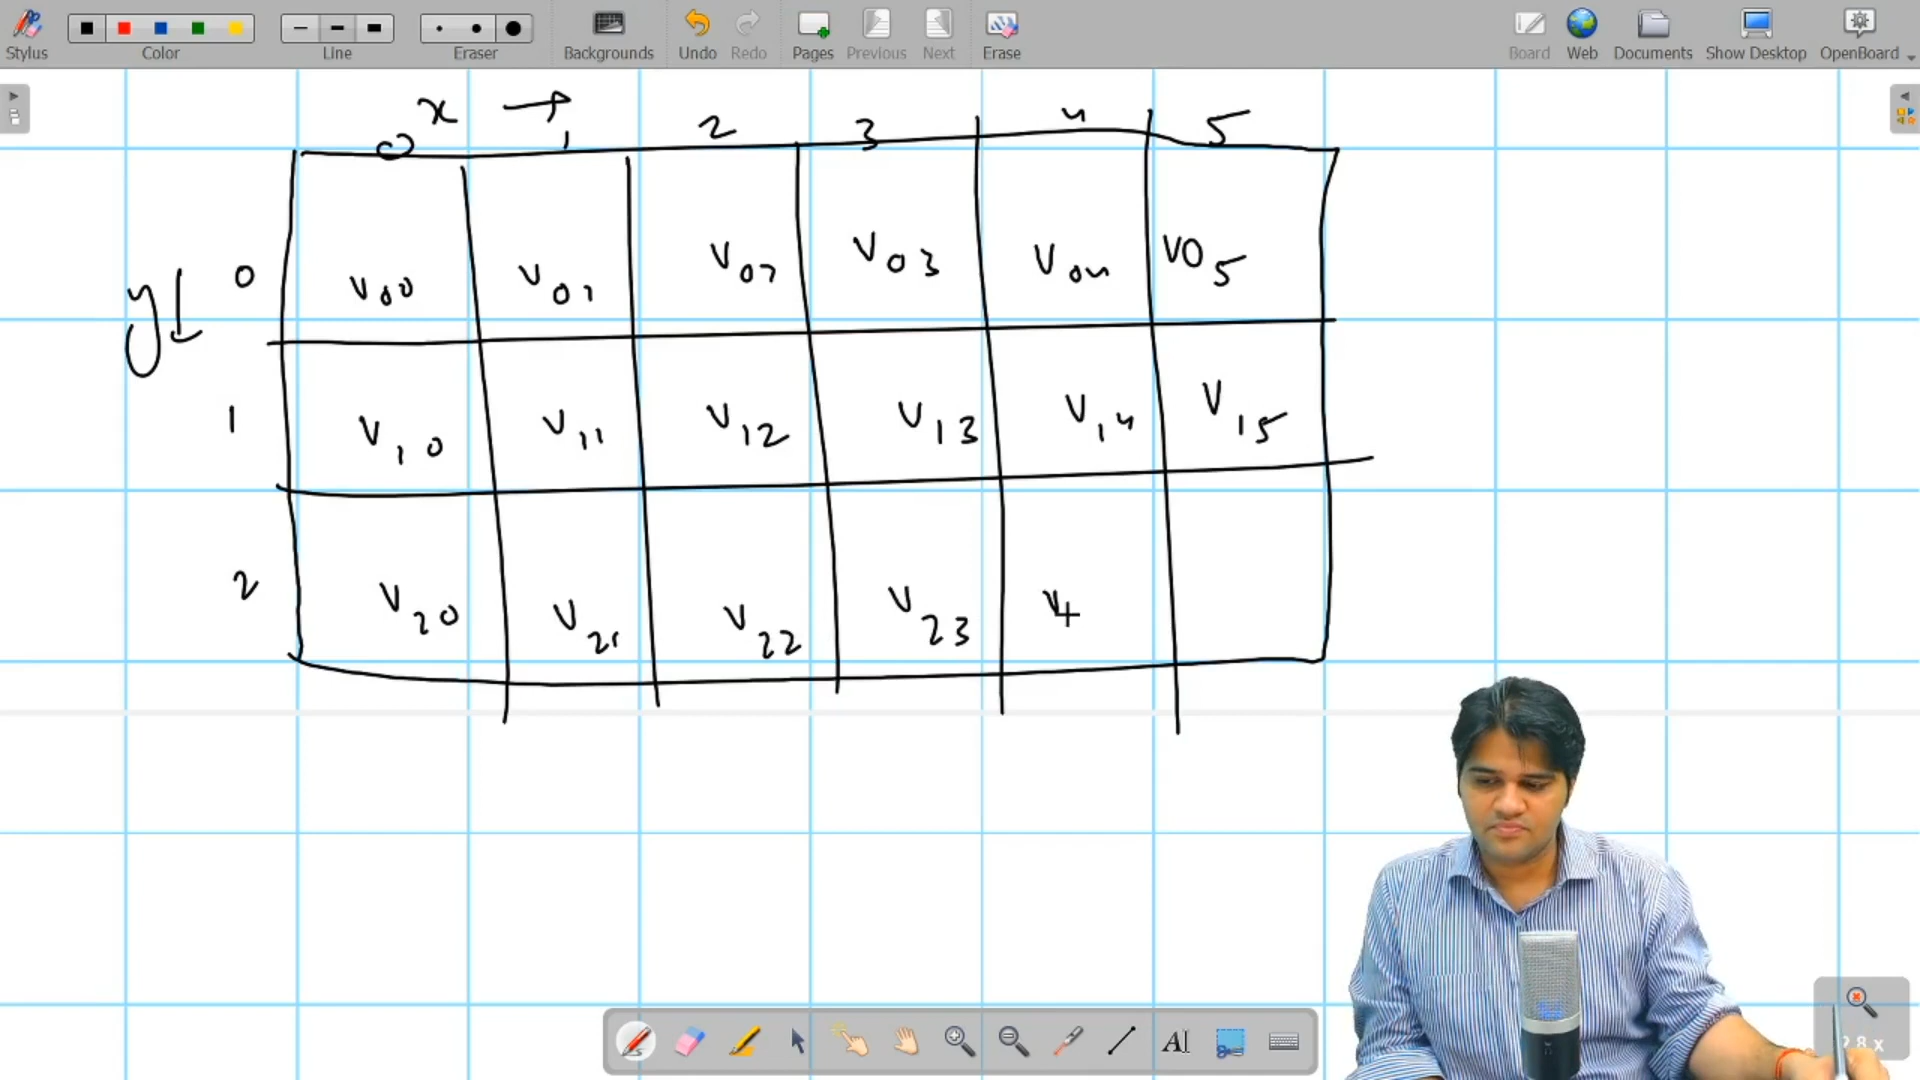 Stylus
Color
Line
Eraser
Backgrounds
Undo
Redo
Pages
Previous
Next
Erase
Board
Web
Documents
Show Desktop
OpenBoard
x →
0 1 2 3 4 5
y↓
0 V00 V01 V02 V03 V04 V05
1 V10 V11 V12 V13 V14 V15
2 V20 V21 V22 V23 V
AI